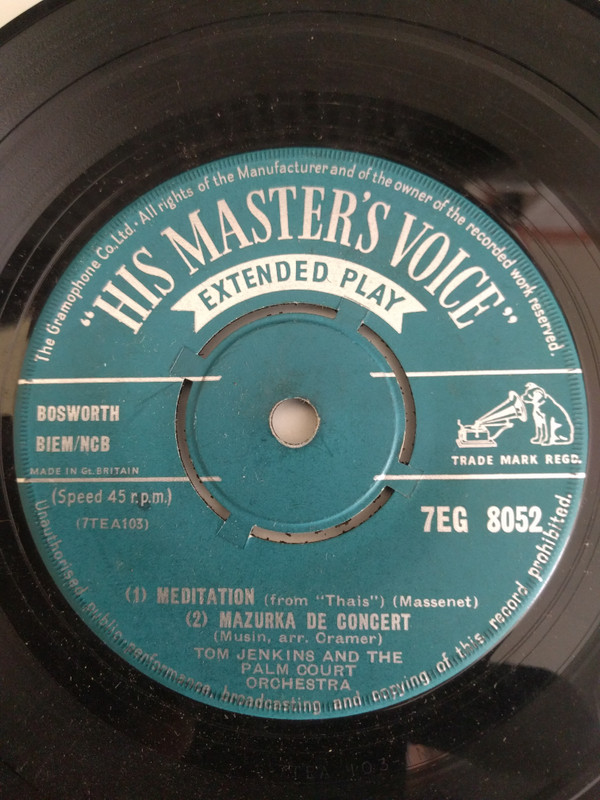 The Gramophone Co. Ltd. · All rights of the Manufacturer and of the owner of the recorded work reserved.
"HIS MASTER'S VOICE"
EXTENDED PLAY
BOSWORTH
BIEM/NCB
MADE IN GT. BRITAIN
TRADE MARK REGD.
(Speed 45 r.p.m.)
(7TEA103)
7EG 8052
(1) MEDITATION (from "Thais") (Massenet)
(2) MAZURKA DE CONCERT
(Musin, arr. Cramer)
TOM JENKINS AND THE
PALM COURT
ORCHESTRA
Unauthorised public performance, broadcasting and copying of this record prohibited.